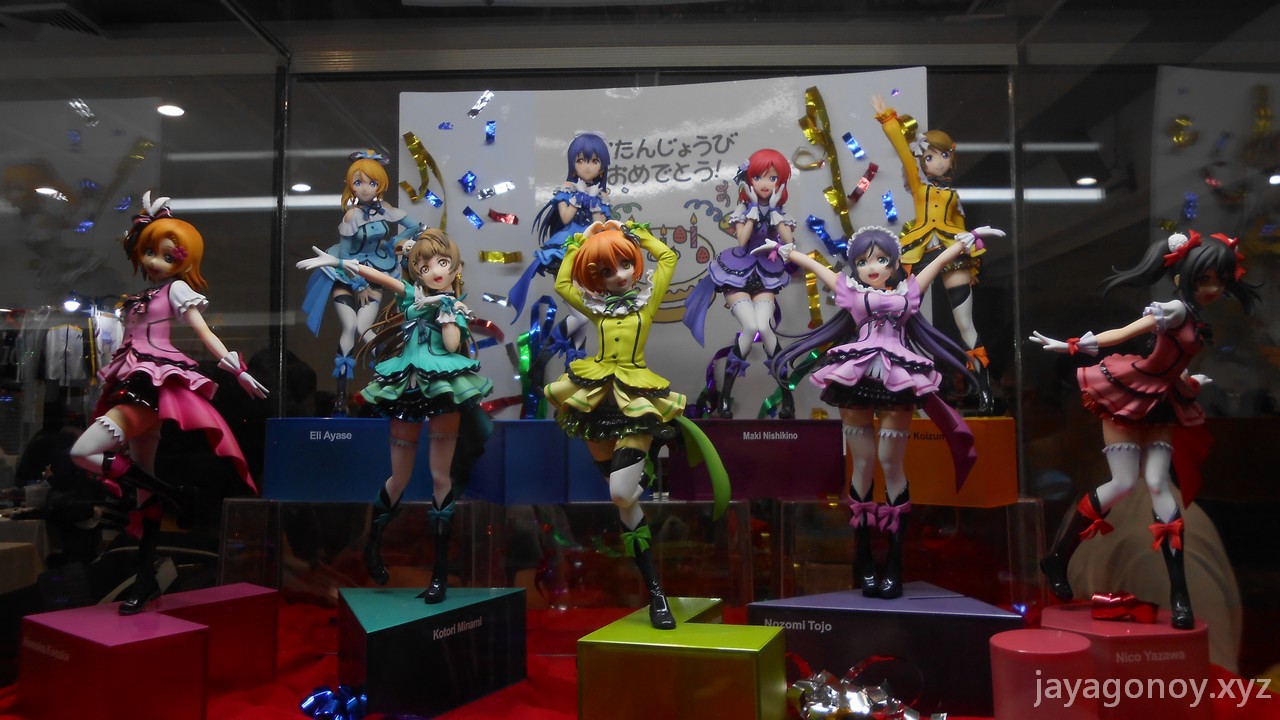 たんじょうび
おめでとう!
Eli Ayase
Maki Nishikino
Koizumi
Kotori Minami
Nozomi Tojo
Nico Yazawa
jayagonoy.xyz